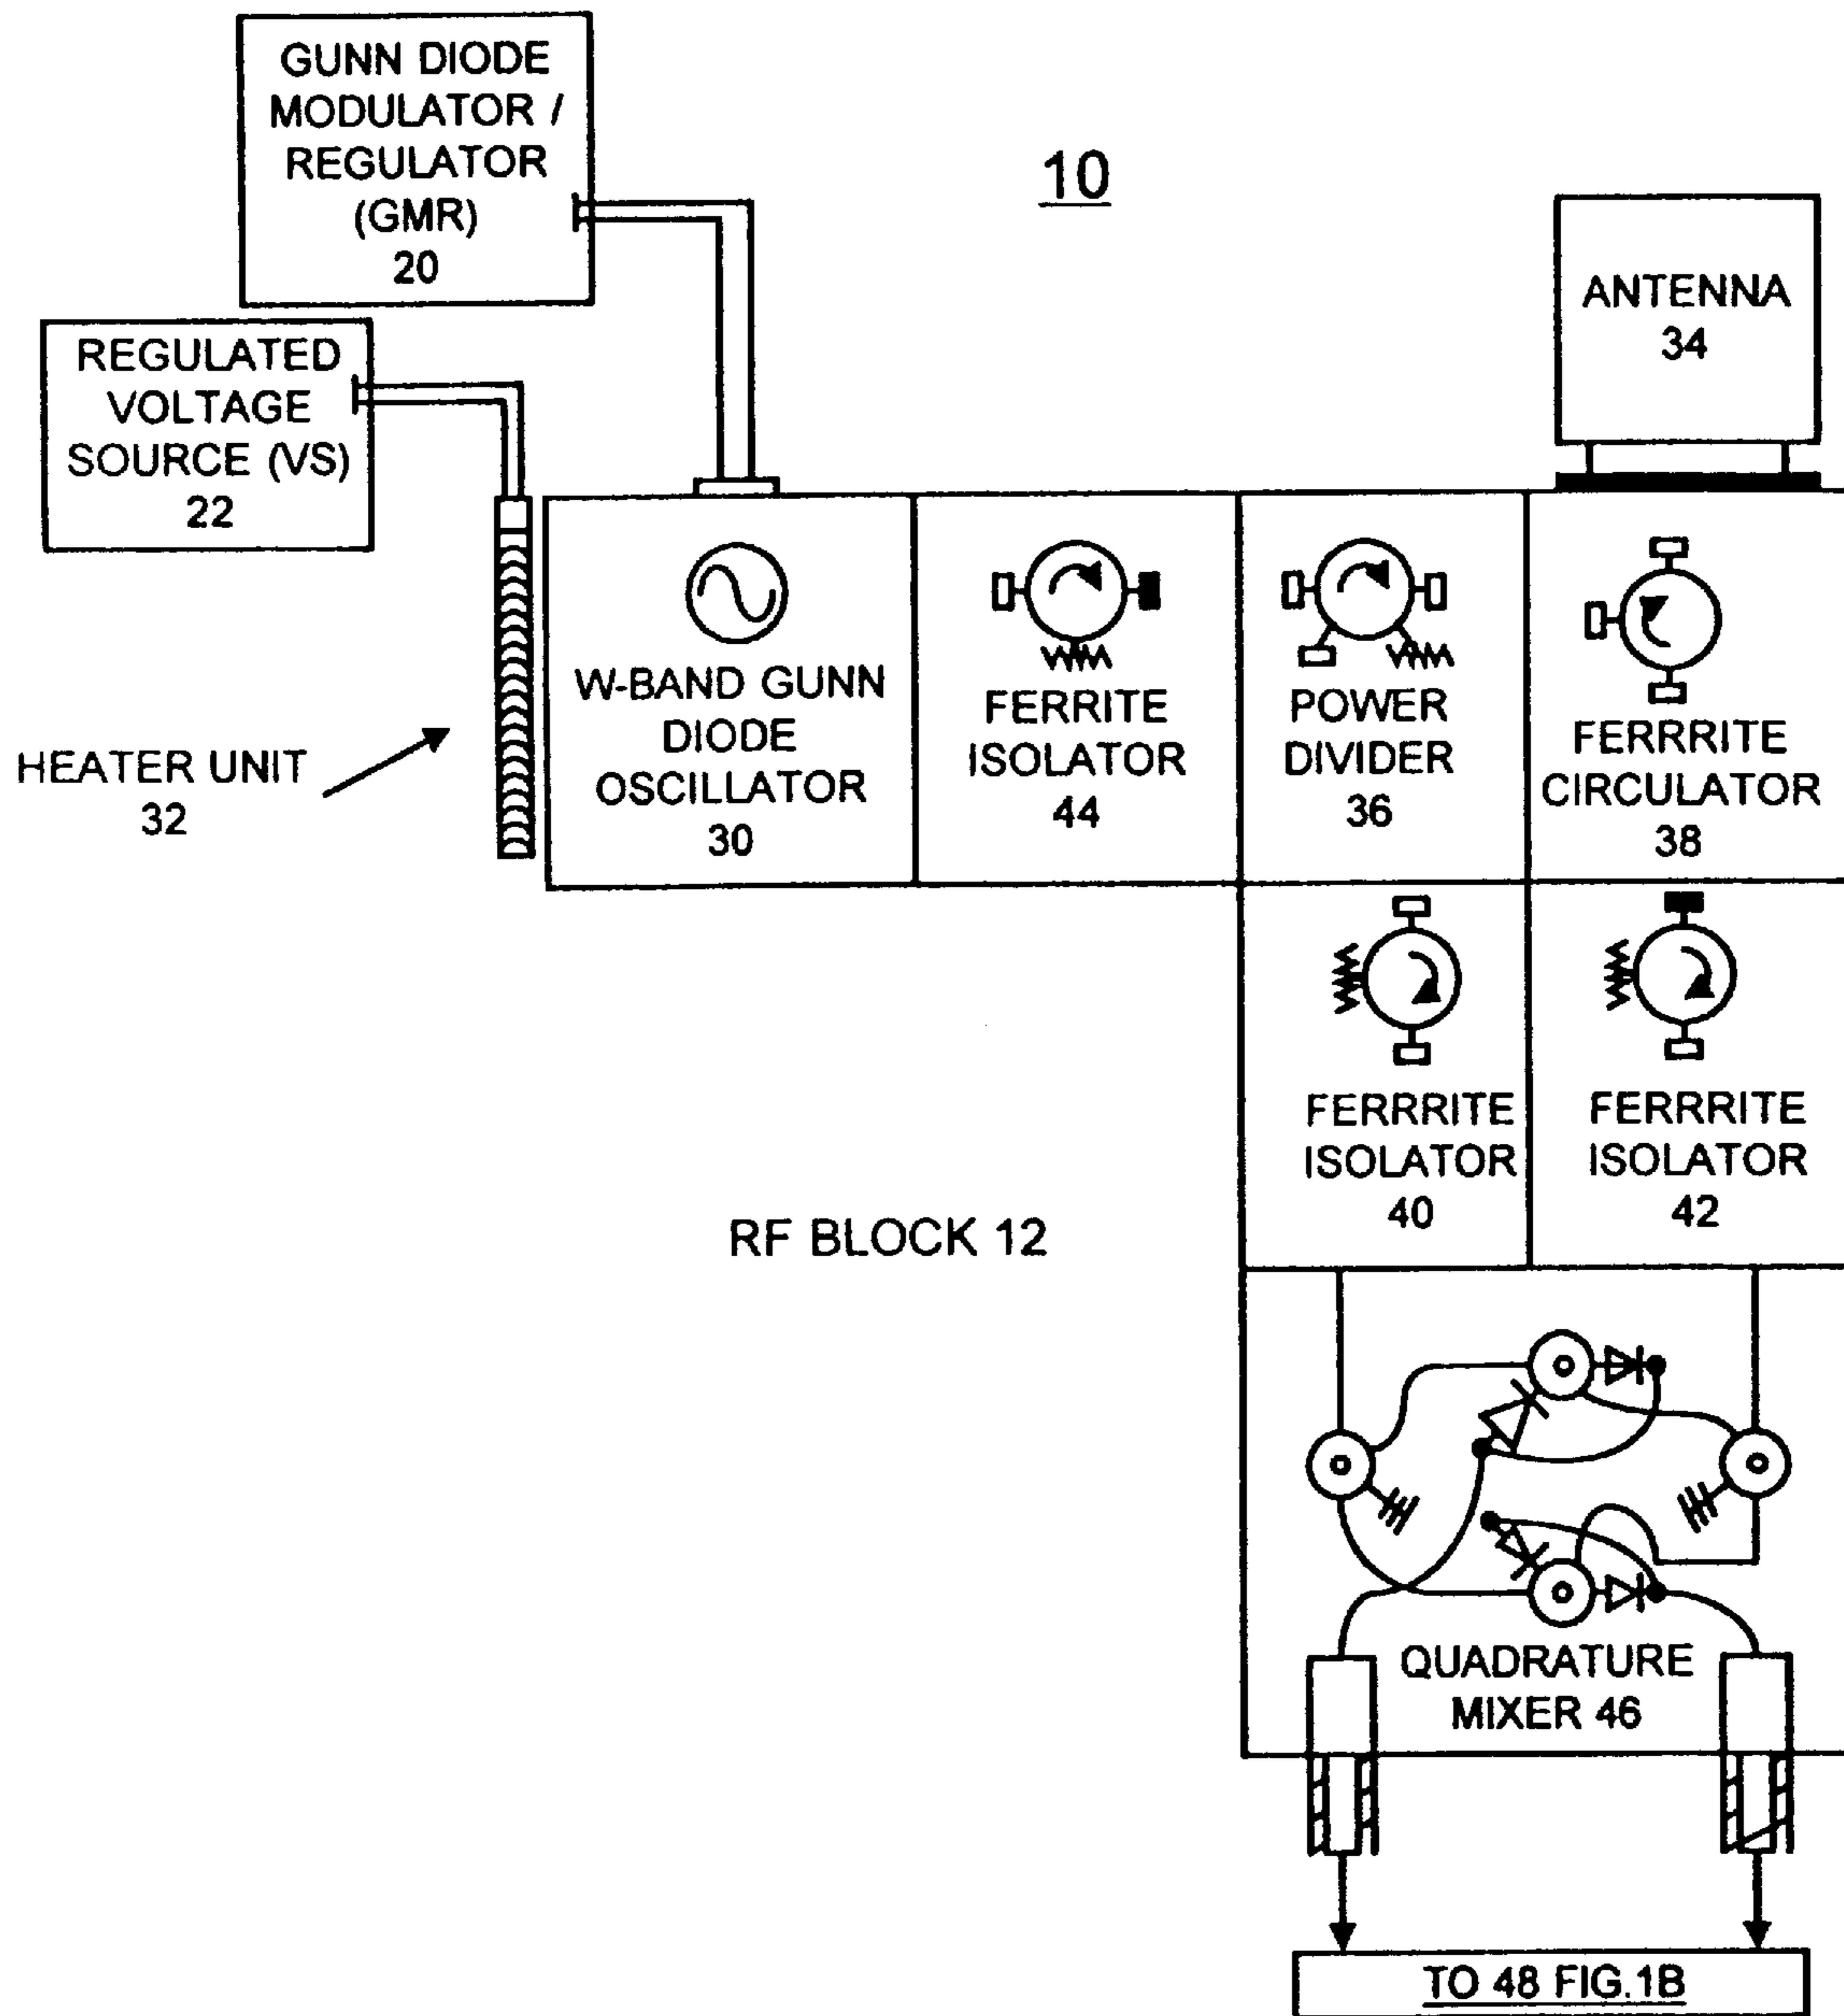 GUNN DIODE
MODULATOR /
REGULATOR
(GMR)
20
10
REGULATED
VOLTAGE
SOURCE (VS)
22
ANTENNA
34
HEATER UNIT
32
W-BAND GUNN
DIODE
OSCILLATOR
30
FERRITE
ISOLATOR
44
POWER
DIVIDER
36
FERRRITE
CIRCULATOR
38
FERRRITE
ISOLATOR
40
FERRRITE
ISOLATOR
42
RF BLOCK 12
QUADRATURE
MIXER 46
TO 48 FIG.1B